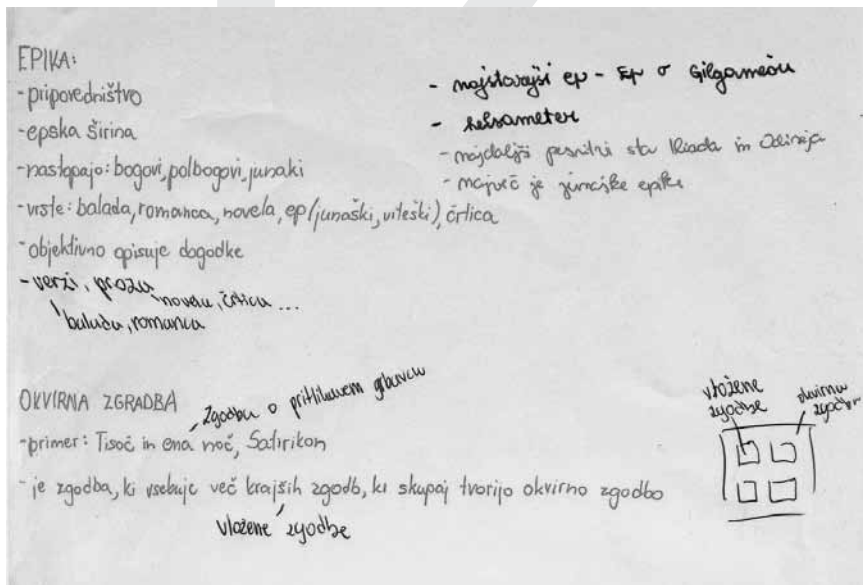 EPIKA:
-pripovedništvo
-epska širina
-nastopajo: bogovi, polbogovi, junaki
-vrste: balada, romanca, novela, ep (junaški, viteški), črtica
-objektivno opisuje dogodke
-verzi, proza
novela, črtica ...
balada, romanca
- najstarejši ep - Ep o Gilgamešu
- heksameter
- najdaljši pesnitvi sta Iliada in Odiseja
- največ je junaške epike
OKVIRNA ZGRADBA
Zgodba o pritlikavem grbavcu
-primer: Tisoč in ena noč, Satirikon
- je zgodba, ki vsebuje več krajših zgodb, ki skupaj tvorijo okvirno zgodbo
vložene zgodbe
vložene
zgodbe
okvirna
zgodba